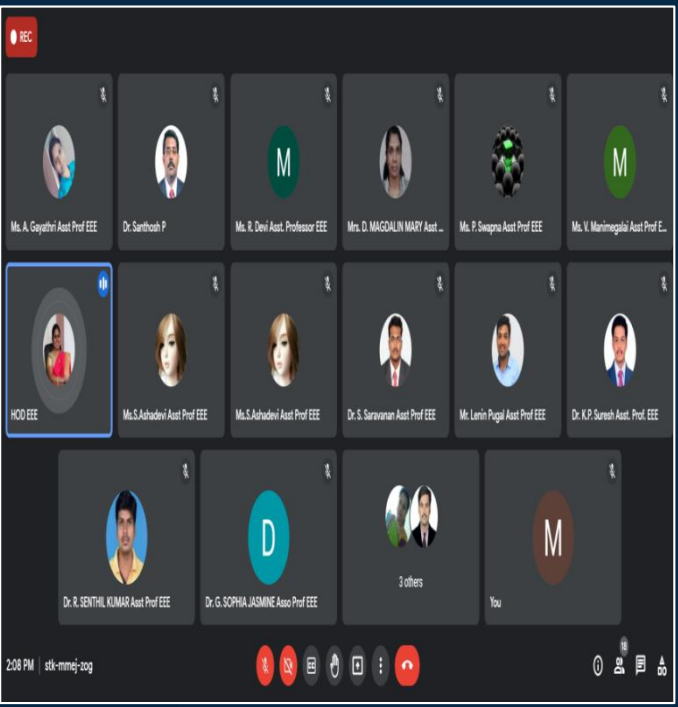 REC
M
M
Ms. A. Gayathri Asst Prof EEE
Dr. Santhosh P
Ms. R. Devi Asst. Professor EEE
Mrs. D. MAGDALIN MARY Asst ...
Ms. P. Swapna Asst Prof EEE
Ms. V. Manimegalai Asst Prof E...
HOD EEE
Ms.S.Ashadevi Asst Prof EEE
Ms.S.Ashadevi Asst Prof EEE
Dr. S. Saravanan Asst Prof EEE
Mr. Lenin Pugal Asst Prof EEE
Dr. K.P. Suresh Asst. Prof. EEE
D
M
Dr. R. SENTHIL KUMAR Asst Prof EEE
Dr. G. SOPHIA JASMINE Asso Prof EEE
3 others
You
2:08 PM | stk-mmej-zog
18